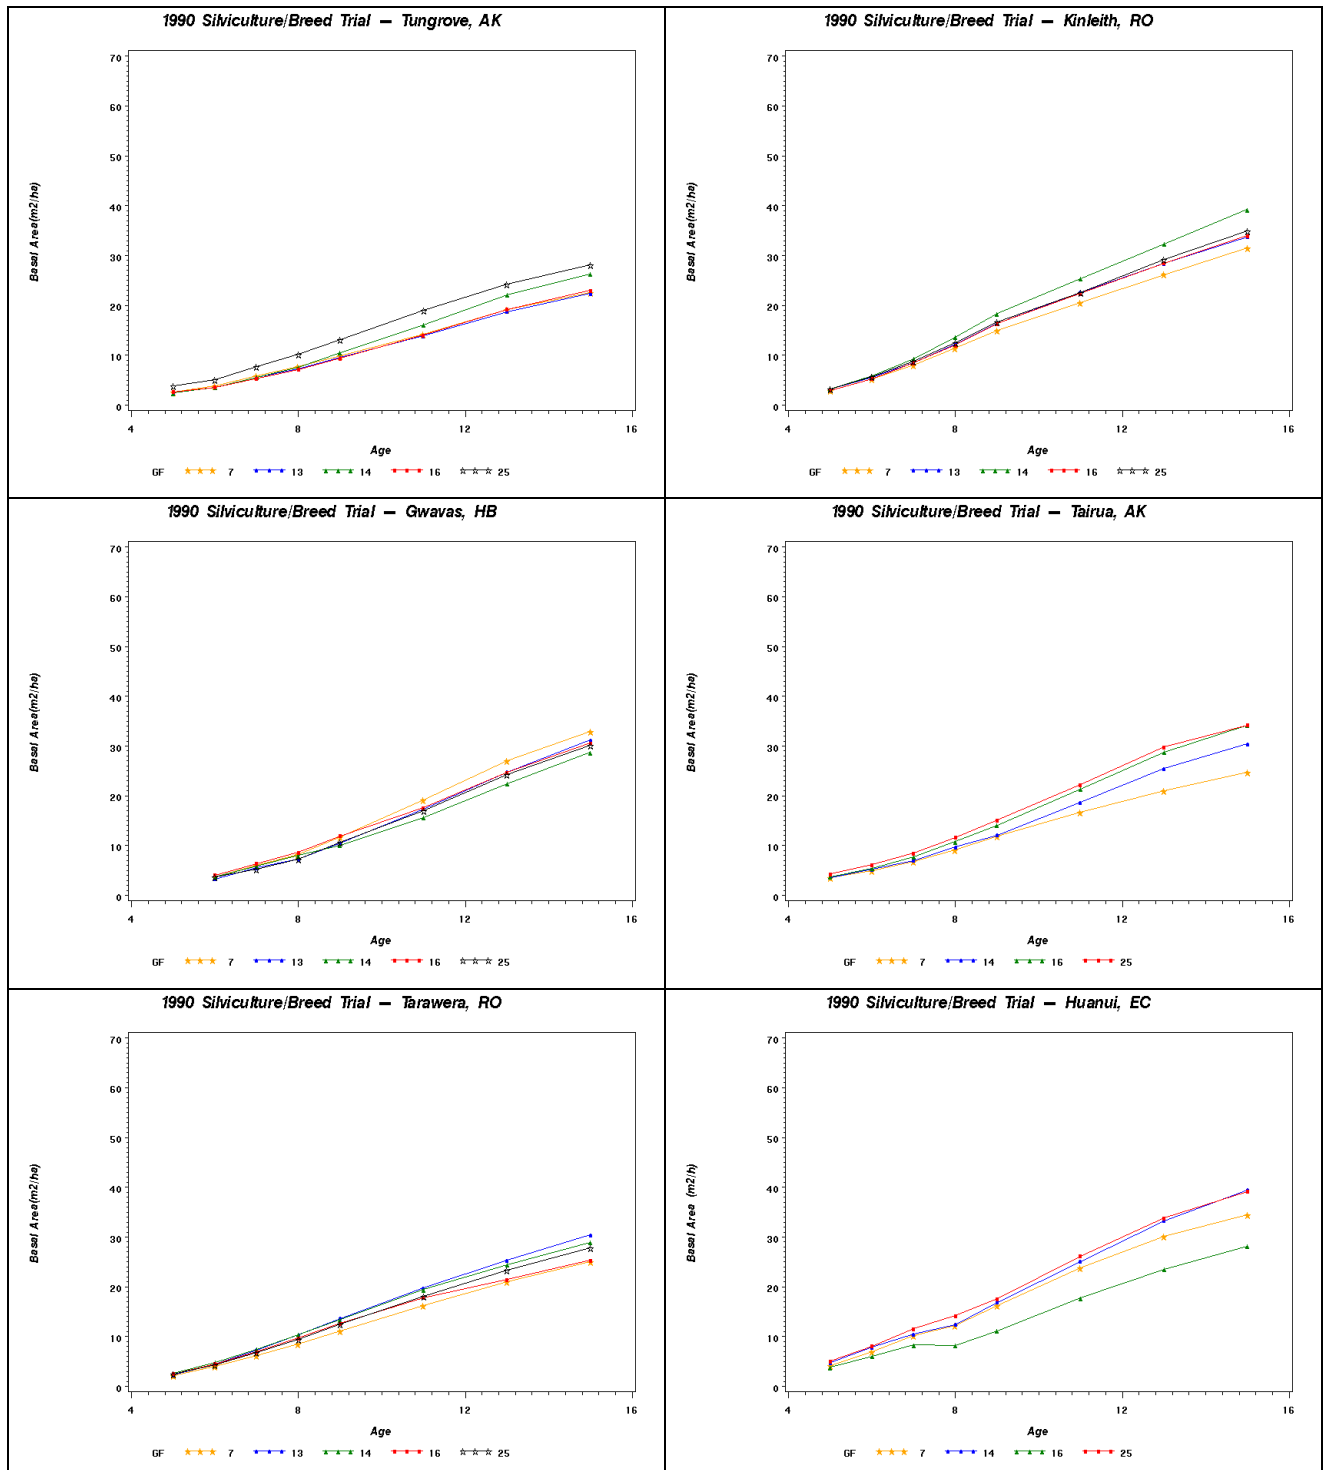 1990 Silviculture/Breed Trial – Tungrove, AK
70
60
50
40
30
20
10
0
Basal Area(m2/ha)
4 8 12 16
Age
GF 7 13 14 16 25
1990 Silviculture/Breed Trial – Kinleith, RO
70
60
50
40
30
20
10
0
Basal Area(m2/ha)
4 8 12 16
Age
GF 7 13 14 16 25
1990 Silviculture/Breed Trial – Gwavas, HB
70
60
50
40
30
20
10
0
Basal Area(m2/ha)
4 8 12 16
Age
GF 7 13 14 16 25
1990 Silviculture/Breed Trial – Tairua, AK
70
60
50
40
30
20
10
0
Basal Area(m2/ha)
4 8 12 16
Age
GF 7 14 16 25
1990 Silviculture/Breed Trial – Tarawera, RO
70
60
50
40
30
20
10
0
Basal Area(m2/ha)
4 8 12 16
Age
GF 7 13 14 16 25
1990 Silviculture/Breed Trial – Huanui, EC
70
60
50
40
30
20
10
0
Basal Area (m2/h)
4 8 12 16
Age
GF 7 14 16 25